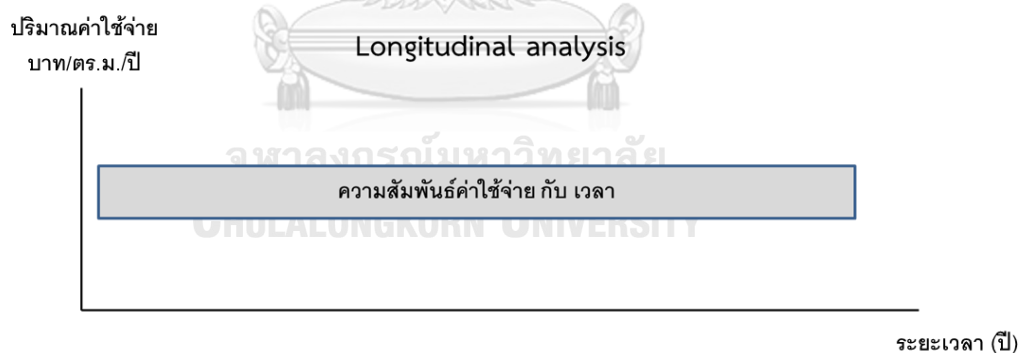 ปริมาณค่าใช้จ่าย
บาท/ตร.ม./ปี
Longitudinal analysis
จุฬาลงกรณ์มหาวิทยาลัย
ความสัมพันธ์ค่าใช้จ่าย กับ เวลา
CHULALONGKORN UNIVERSITY
ระยะเวลา (ปี)